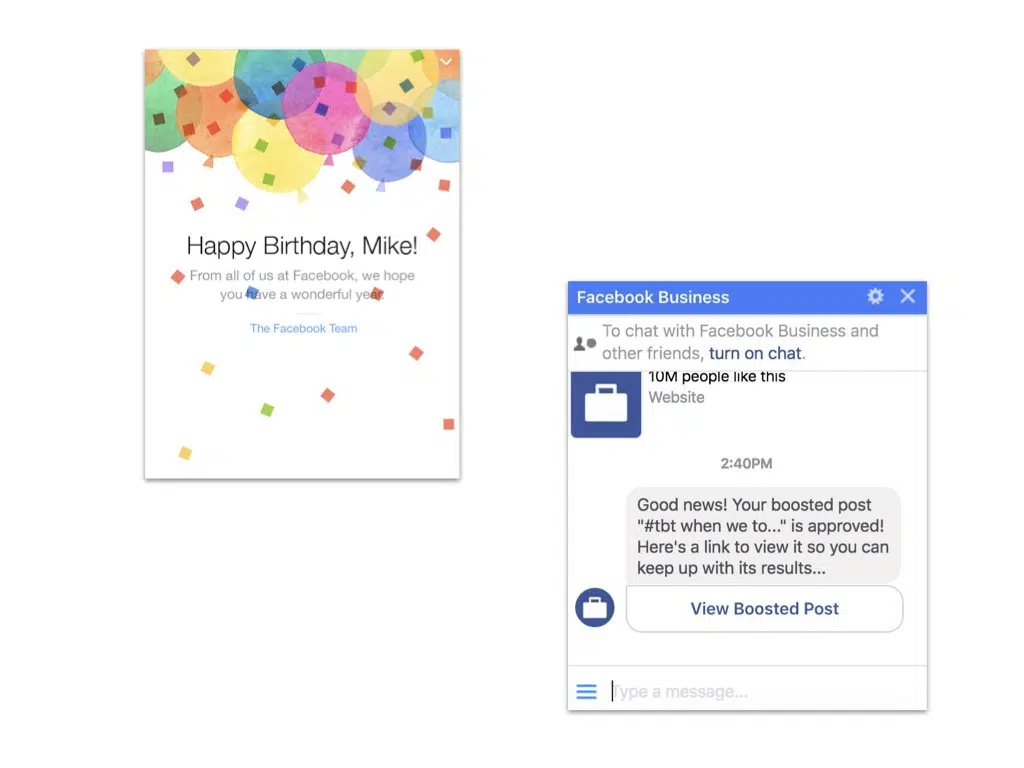 Happy Birthday, Mike!
From all of us at Facebook, we hope
you have a wonderful year.
The Facebook Team
Facebook Business
To chat with Facebook Business and
other friends, turn on chat.
10M people like this
Website
2:40PM
Good news! Your boosted post
"#tbt when we to..." is approved!
Here's a link to view it so you can
keep up with its results...
View Boosted Post
Type a message...